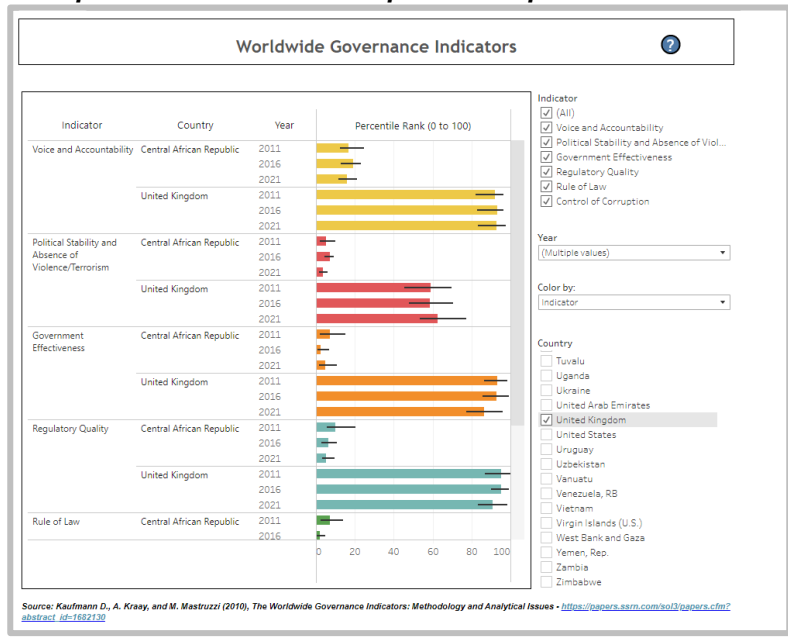 Worldwide Governance Indicators
?
Indicator Country Year Percentile Rank (0 to 100)
Voice and Accountability Central African Republic 2011
2016
2021
United Kingdom 2011
2016
2021
Political Stability and Central African Republic 2011
Absence of 2016
Violence/Terrorism 2021
United Kingdom 2011
2016
2021
Government Central African Republic 2011
Effectiveness 2016
2021
United Kingdom 2011
2016
2021
Regulatory Quality Central African Republic 2011
2016
2021
United Kingdom 2011
2016
2021
Rule of Law Central African Republic 2011
2016
0 20 40 60 80 100
Indicator
(All)
Voice and Accountability
Political Stability and Absence of Viol...
Government Effectiveness
Regulatory Quality
Rule of Law
Control of Corruption
Year
(Multiple values)
Color by:
Indicator
Country
Tuvalu
Uganda
Ukraine
United Arab Emirates
United Kingdom
United States
Uruguay
Uzbekistan
Vanuatu
Venezuela, RB
Vietnam
Virgin Islands (U.S.)
West Bank and Gaza
Yemen, Rep.
Zambia
Zimbabwe
Source: Kaufmann D., A. Kraay, and M. Mastruzzi (2010), The Worldwide Governance Indicators: Methodology and Analytical Issues - https://papers.ssrn.com/sol3/papers.cfm?
abstract_id=1682130